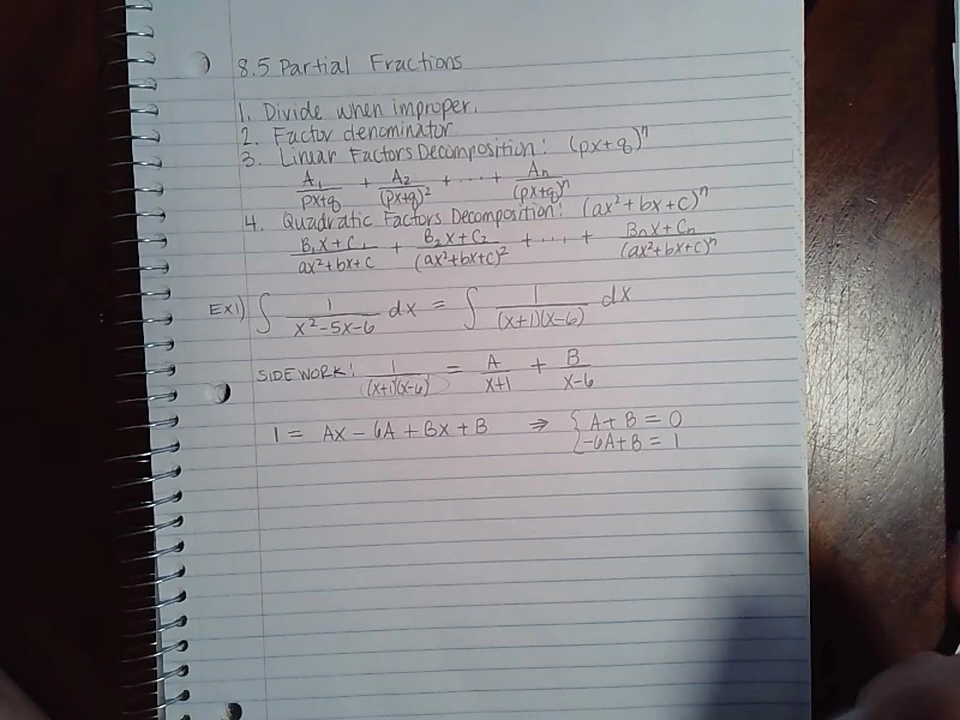 8.5 Partial Fractions
1. Divide when improper.
2. Factor denominator
3. Linear Factors Decomposition: (px+q)^n
A₁/(px+q) + A₂/(px+q)² + ... + Aₙ/(px+q)^n
4. Quadratic Factors Decomposition: (ax²+bx+c)^n
(B₁x+C₁)/(ax²+bx+c) + (B₂x+C₂)/(ax²+bx+c)² + ... + (Bₙx+Cₙ)/(ax²+bx+c)^n
Ex1) ∫ 1/(x²-5x-6) dx = ∫ 1/((x+1)(x-6)) dx
SIDEWORK: 1/((x+1)(x-6)) = A/(x+1) + B/(x-6)
1 = Ax - 6A + Bx + B ⇒ { A + B = 0
-6A + B = 1